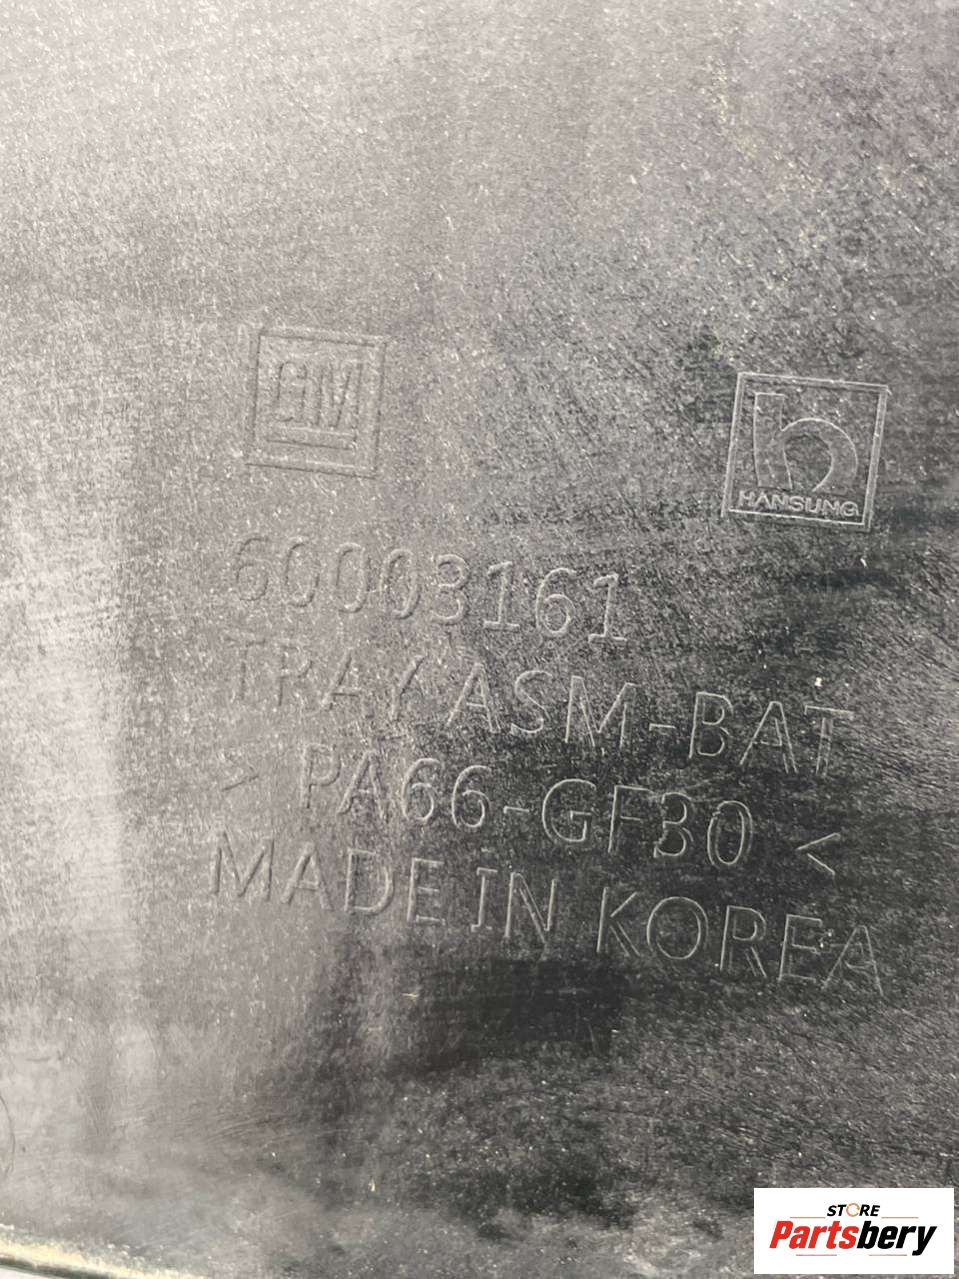 GM
HANSUNG
60003161
TRAY ASM-BAT
> PA66-GF30 <
MADE IN KOREA
STORE
Partsbery